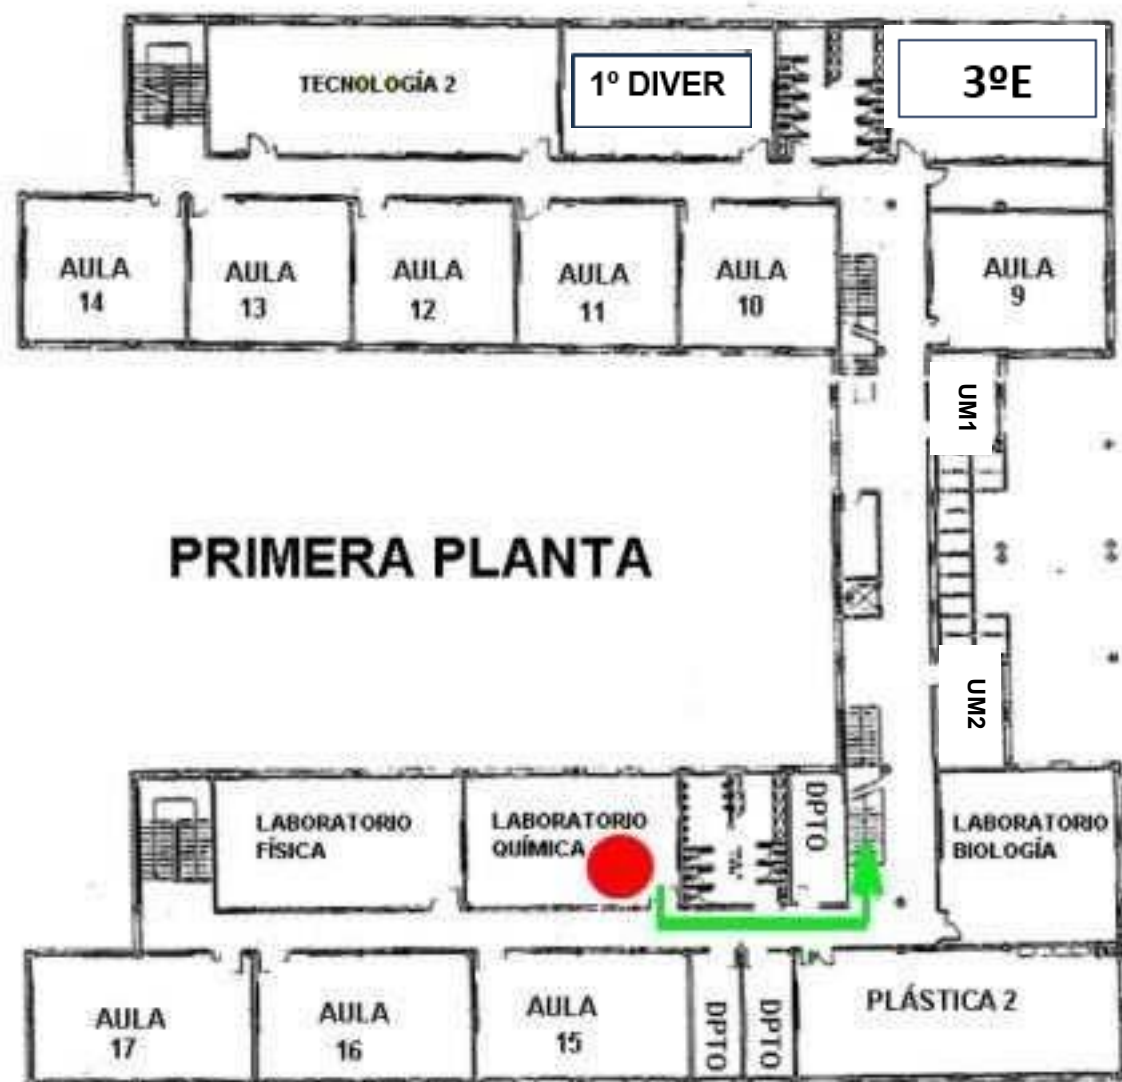 TECNOLOGÍA 2
1º DIVER
3ºE
AULA
14
AULA
13
AULA
12
AULA
11
AULA
10
AULA
9
UM1
PRIMERA PLANTA
UM2
LABORATORIO
FÍSICA
LABORATORIO
QUÍMICA
DPTO
LABORATORIO
BIOLOGÍA
AULA
17
AULA
16
AULA
15
DPTO
DPTO
PLÁSTICA 2